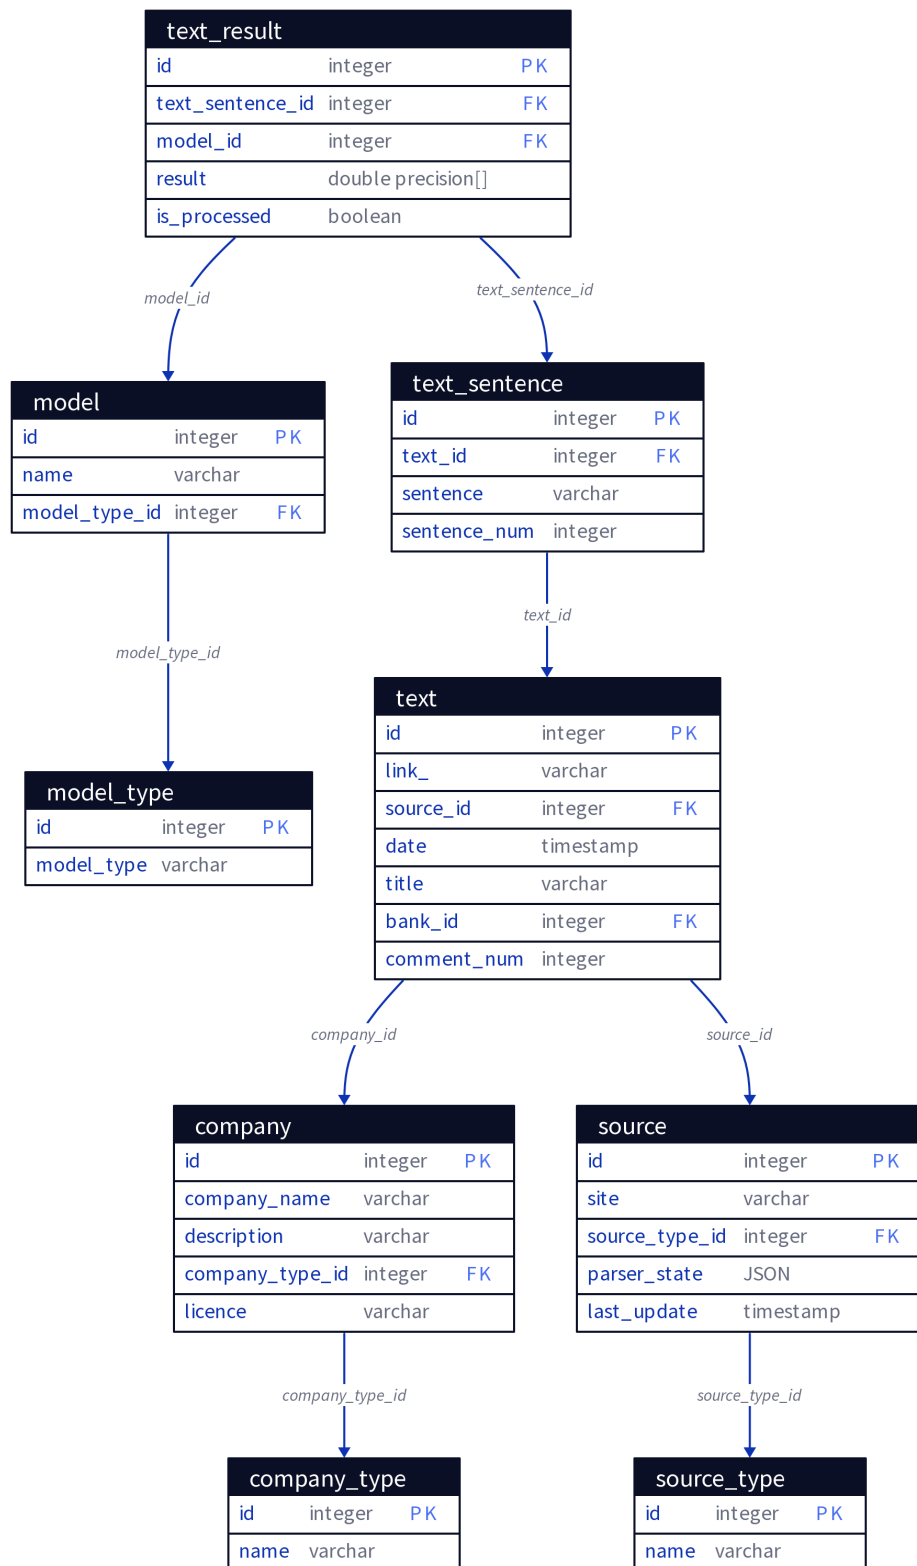 text_result
id integer PK
text_sentence_id integer FK
model_id integer FK
result double precision[]
is_processed boolean
model_id
text_sentence_id
text_sentence
id integer PK
text_id integer FK
sentence varchar
sentence_num integer
model
id integer PK
name varchar
model_type_id integer FK
text_id
model_type_id
text
id integer PK
link_ varchar
source_id integer FK
date timestamp
title varchar
bank_id integer FK
comment_num integer
model_type
id integer PK
model_type varchar
company_id
source_id
company
id integer PK
company_name varchar
description varchar
company_type_id integer FK
licence varchar
source
id integer PK
site varchar
source_type_id integer FK
parser_state JSON
last_update timestamp
company_type_id
source_type_id
company_type
id integer PK
name varchar
source_type
id integer PK
name varchar